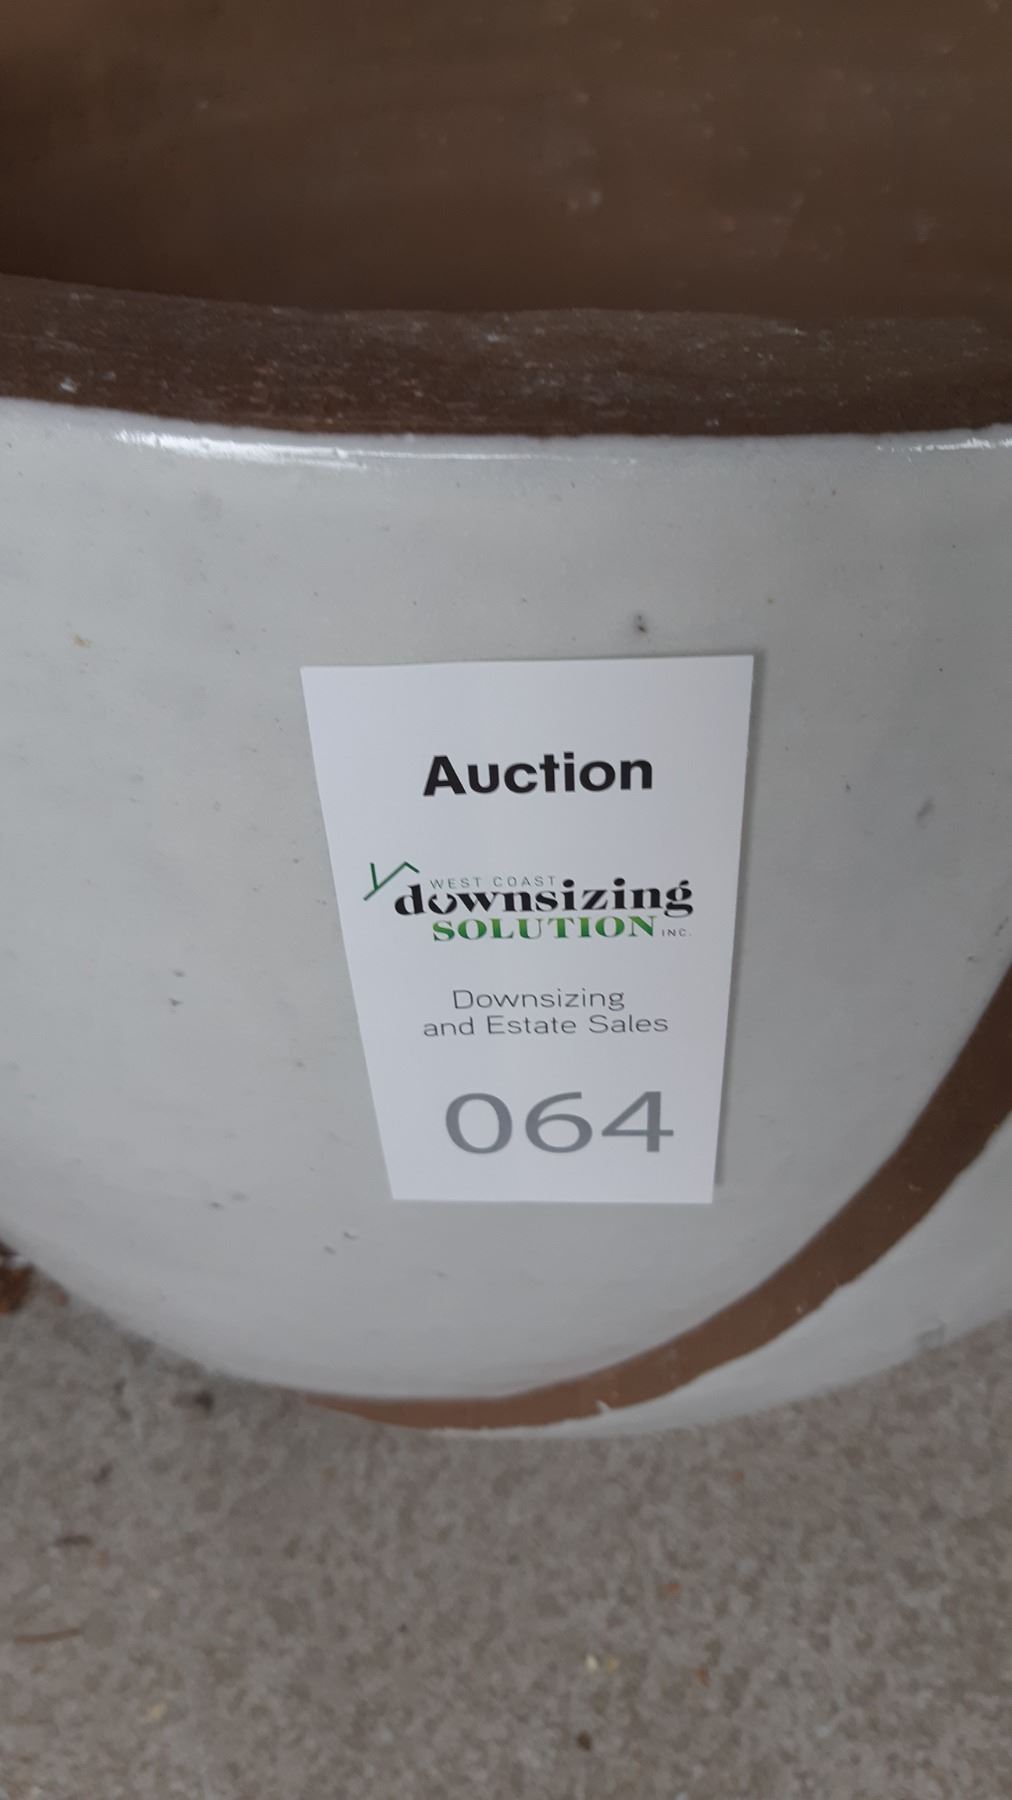 Auction
WEST COAST
downsizing
SOLUTION INC.
Downsizing
and Estate Sales
064